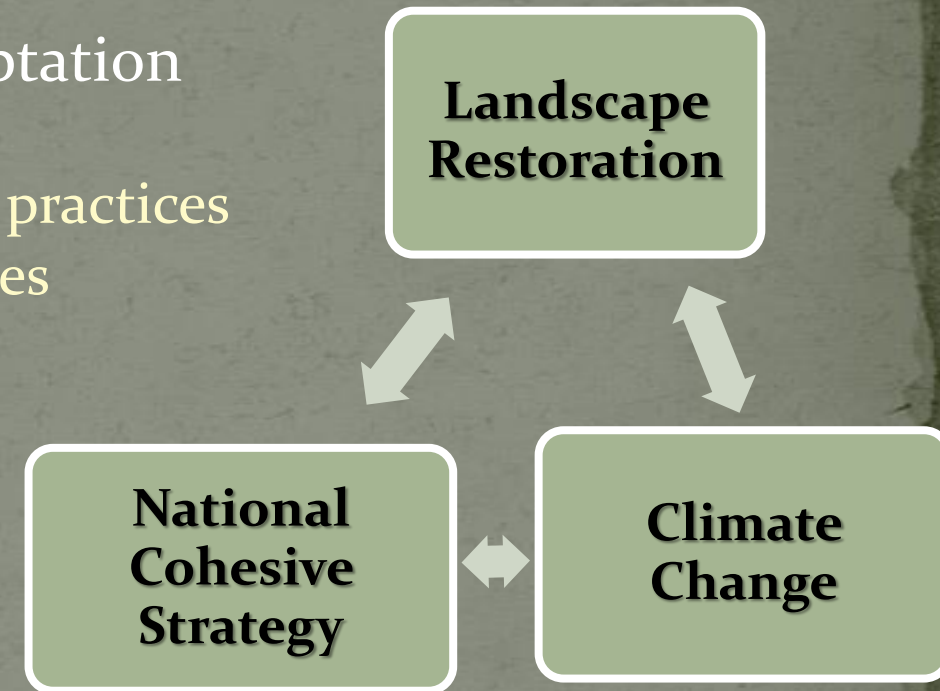 ptation
practices
es
Landscape
Restoration
National
Cohesive
Strategy
Climate
Change